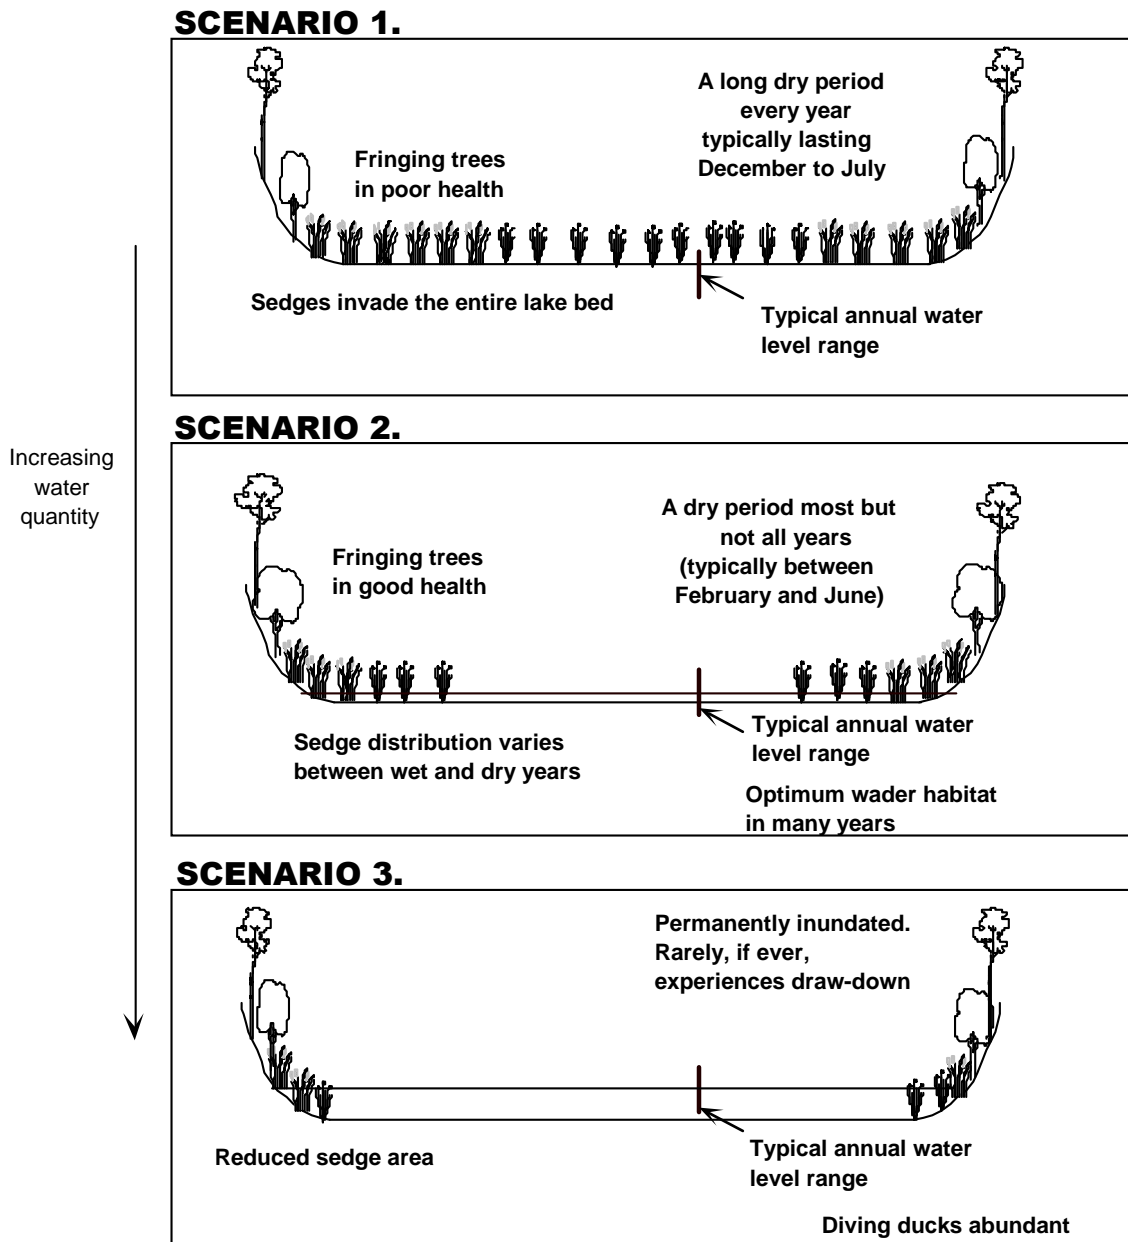 SCENARIO 1.
A long dry period
every year
typically lasting
December to July
Fringing trees
in poor health
Sedges invade the entire lake bed
Typical annual water
level range
Increasing
water
quantity
SCENARIO 2.
A dry period most but
not all years
(typically between
February and June)
Fringing trees
in good health
Sedge distribution varies
between wet and dry years
Typical annual water
level range
Optimum wader habitat
in many years
SCENARIO 3.
Permanently inundated.
Rarely, if ever,
experiences draw-down
Reduced sedge area
Typical annual water
level range
Diving ducks abundant